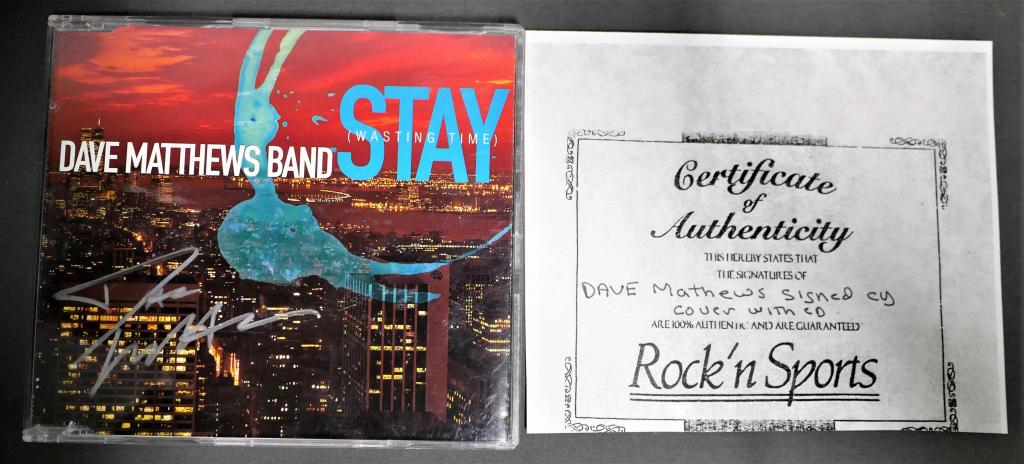 STAY
(WASTING TIME)
DAVE MATTHEWS BAND
Certificate
of
Authenticity
THIS HEREBY STATES THAT
THE SIGNATURES OF
DAVE Mathews signed cd
cover with cD
ARE 100% AUTHENTIC AND ARE GUARANTEED
Rock'n Sports